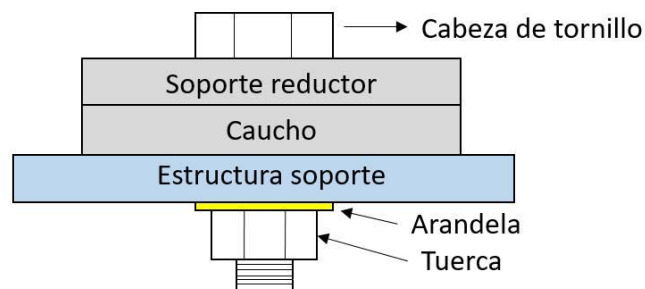 Cabeza de tornillo
Soporte reductor
Caucho
Estructura soporte
Arandela
Tuerca